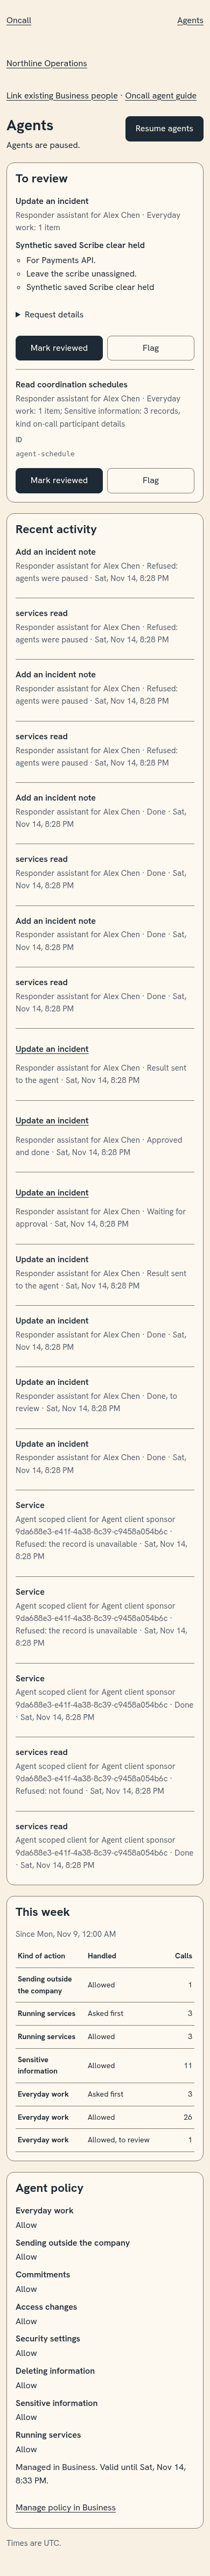 Oncall
Agents
Northline Operations
Link existing Business people · Oncall agent guide
Agents
Resume agents
Agents are paused.
To review
Update an incident
Responder assistant for Alex Chen · Everyday
work: 1 item
Synthetic saved Scribe clear held
For Payments API.
Leave the scribe unassigned.
Synthetic saved Scribe clear held
Request details
Mark reviewed
Flag
Read coordination schedules
Responder assistant for Alex Chen · Everyday
work: 1 item; Sensitive information: 3 records,
kind on-call participant details
ID
agent-schedule
Mark reviewed
Flag
Recent activity
Add an incident note
Responder assistant for Alex Chen · Refused:
agents were paused · Sat, Nov 14, 8:28 PM
services read
Responder assistant for Alex Chen · Refused:
agents were paused · Sat, Nov 14, 8:28 PM
Add an incident note
Responder assistant for Alex Chen · Refused:
agents were paused · Sat, Nov 14, 8:28 PM
services read
Responder assistant for Alex Chen · Refused:
agents were paused · Sat, Nov 14, 8:28 PM
Add an incident note
Responder assistant for Alex Chen · Done · Sat,
Nov 14, 8:28 PM
services read
Responder assistant for Alex Chen · Done · Sat,
Nov 14, 8:28 PM
Add an incident note
Responder assistant for Alex Chen · Done · Sat,
Nov 14, 8:28 PM
services read
Responder assistant for Alex Chen · Done · Sat,
Nov 14, 8:28 PM
Update an incident
Responder assistant for Alex Chen · Result sent
to the agent · Sat, Nov 14, 8:28 PM
Update an incident
Responder assistant for Alex Chen · Approved
and done · Sat, Nov 14, 8:28 PM
Update an incident
Responder assistant for Alex Chen · Waiting for
approval · Sat, Nov 14, 8:28 PM
Update an incident
Responder assistant for Alex Chen · Result sent
to the agent · Sat, Nov 14, 8:28 PM
Update an incident
Responder assistant for Alex Chen · Done · Sat,
Nov 14, 8:28 PM
Update an incident
Responder assistant for Alex Chen · Done, to
review · Sat, Nov 14, 8:28 PM
Update an incident
Responder assistant for Alex Chen · Done · Sat,
Nov 14, 8:28 PM
Service
Agent scoped client for Agent client sponsor
9da688e3-e41f-4a38-8c39-c9458a054b6c ·
Refused: the record is unavailable · Sat, Nov 14,
8:28 PM
Service
Agent scoped client for Agent client sponsor
9da688e3-e41f-4a38-8c39-c9458a054b6c ·
Refused: the record is unavailable · Sat, Nov 14,
8:28 PM
Service
Agent scoped client for Agent client sponsor
9da688e3-e41f-4a38-8c39-c9458a054b6c · Done
· Sat, Nov 14, 8:28 PM
services read
Agent scoped client for Agent client sponsor
9da688e3-e41f-4a38-8c39-c9458a054b6c ·
Refused: not found · Sat, Nov 14, 8:28 PM
services read
Agent scoped client for Agent client sponsor
9da688e3-e41f-4a38-8c39-c9458a054b6c · Done
· Sat, Nov 14, 8:28 PM
This week
Since Mon, Nov 9, 12:00 AM
Kind of action Handled Calls
Sending outside
the company Allowed 1
Running services Asked first 3
Running services Allowed 3
Sensitive
information Allowed 11
Everyday work Asked first 3
Everyday work Allowed 26
Everyday work Allowed, to review 1
Agent policy
Everyday work
Allow
Sending outside the company
Allow
Commitments
Allow
Access changes
Allow
Security settings
Allow
Deleting information
Allow
Sensitive information
Allow
Running services
Allow
Managed in Business. Valid until Sat, Nov 14,
8:33 PM.
Manage policy in Business
Times are UTC.